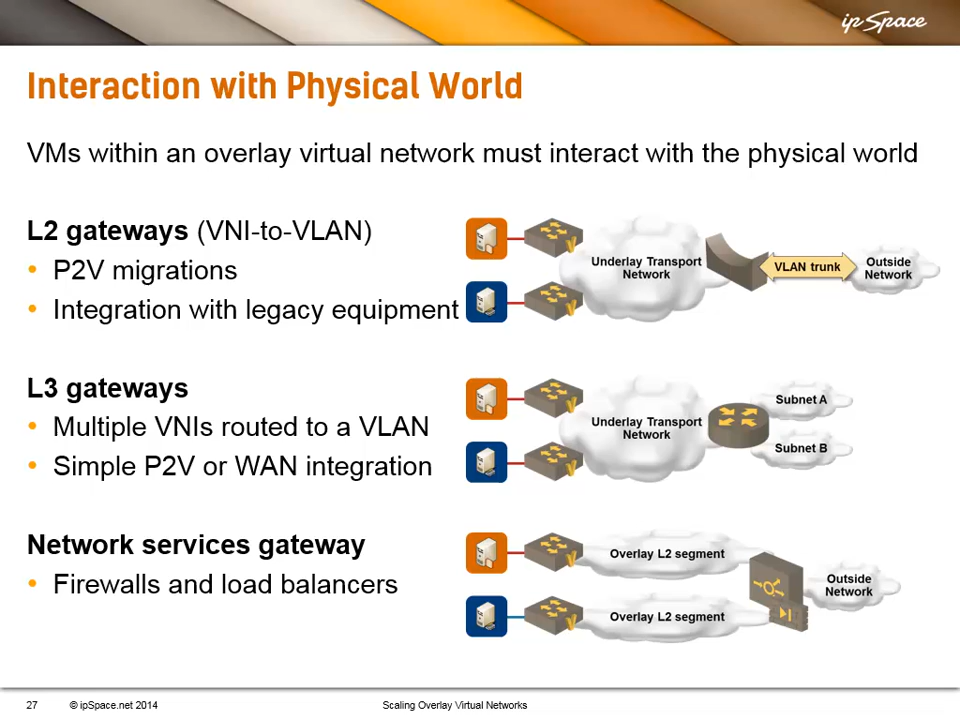 ipSpace
Interaction with Physical World
VMs within an overlay virtual network must interact with the physical world
L2 gateways (VNI-to-VLAN)
• P2V migrations
• Integration with legacy equipment
Underlay Transport
Network
VLAN trunk
Outside
Network
L3 gateways
• Multiple VNIs routed to a VLAN
• Simple P2V or WAN integration
Underlay Transport
Network
Subnet A
Subnet B
Network services gateway
• Firewalls and load balancers
Overlay L2 segment
Overlay L2 segment
Outside
Network
27 © ipSpace.net 2014 Scaling Overlay Virtual Networks